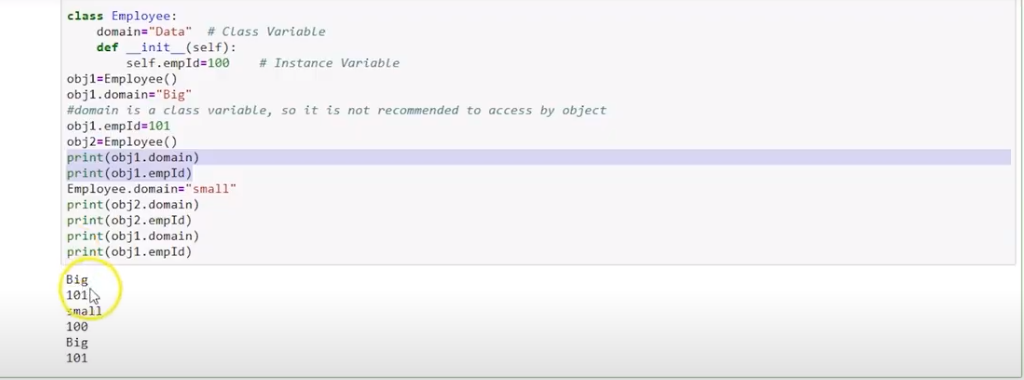 class Employee:
    domain="Data"  # Class Variable
    def __init__(self):
        self.empId=100    # Instance Variable
obj1=Employee()
obj1.domain="Big"
#domain is a class variable, so it is not recommended to access by object
obj1.empId=101
obj2=Employee()
print(obj1.domain)
print(obj1.empId)
Employee.domain="small"
print(obj2.domain)
print(obj2.empId)
print(obj1.domain)
print(obj1.empId)
Big
101
small
100
Big
101